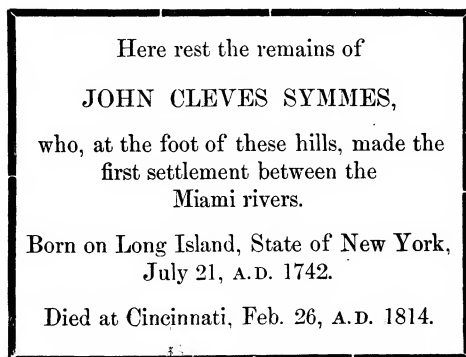 Here rest the remains of
JOHN CLEVES SYMMES,
who, at the foot of these hills, made the
first settlement between the
Miami rivers.
Born on Long Island, State of New York,
July 21, A.D. 1742.
Died at Cincinnati, Feb. 26, A.D. 1814.